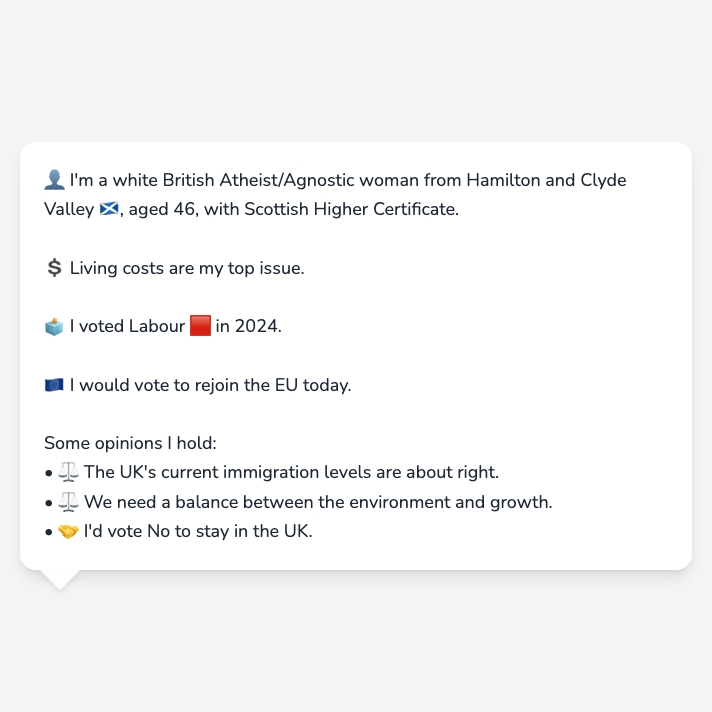 👤 I'm a white British Atheist/Agnostic woman from Hamilton and Clyde
Valley 🏴󠁧󠁢󠁳󠁣󠁴󠁿, aged 46, with Scottish Higher Certificate.
💲 Living costs are my top issue.
🗳️ I voted Labour 🟥 in 2024.
🇪🇺 I would vote to rejoin the EU today.
Some opinions I hold:
• ⚖️ The UK's current immigration levels are about right.
• ⚖️ We need a balance between the environment and growth.
• 🤝 I'd vote No to stay in the UK.